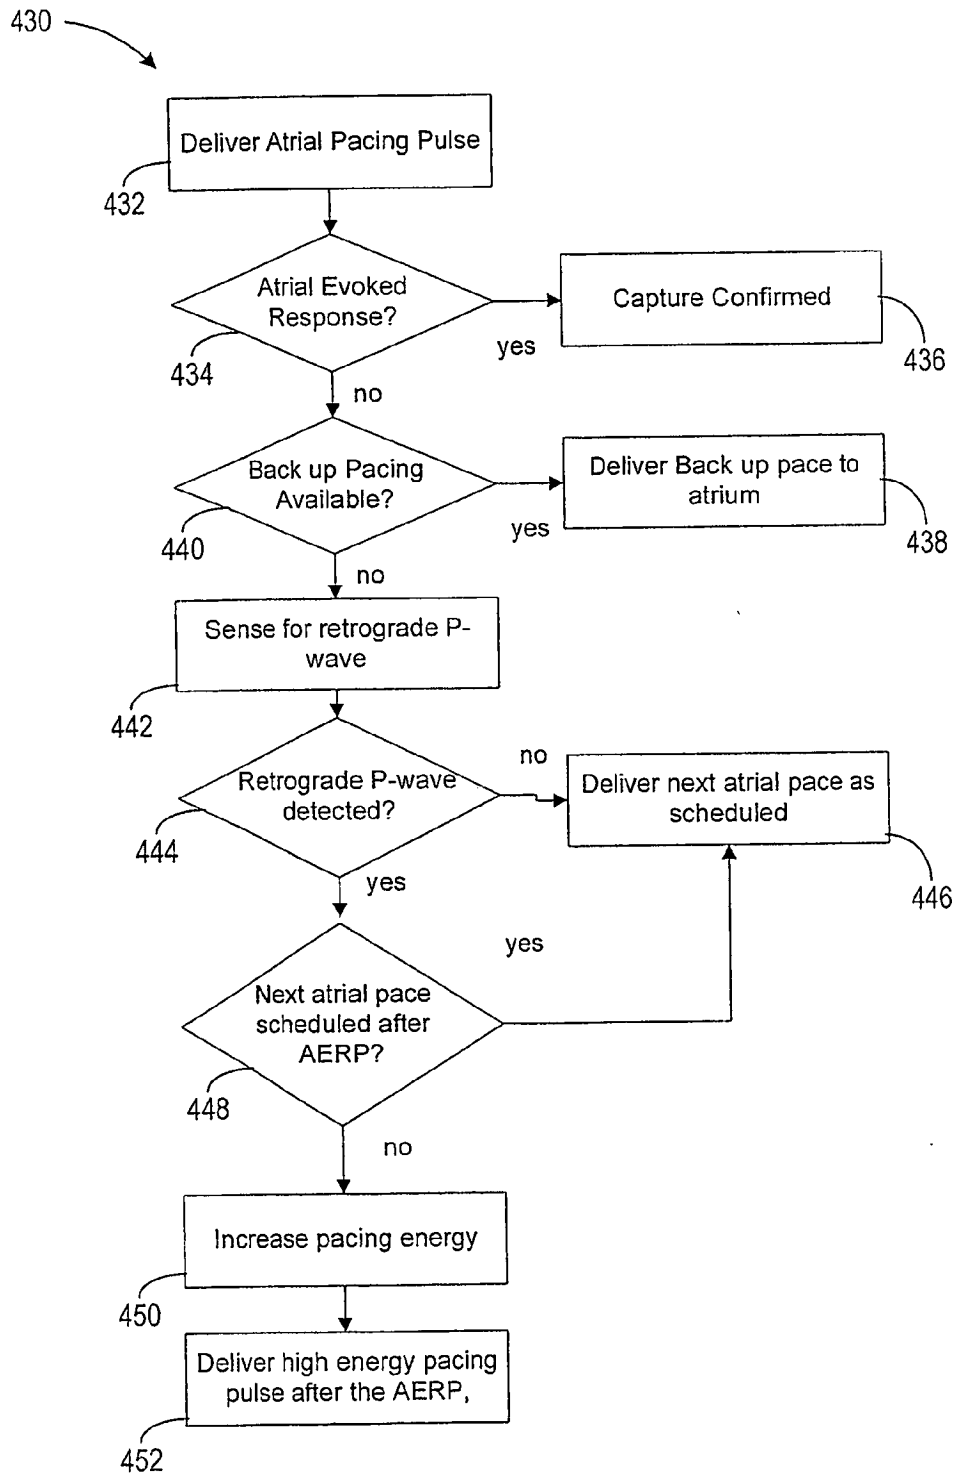 430
Deliver Atrial Pacing Pulse
432
Atrial Evoked
Response?
434
yes
Capture Confirmed
436
no
Back up Pacing
Available?
440
yes
Deliver Back up pace to
atrium
438
no
Sense for retrograde P-
wave
442
Retrograde P-wave
detected?
444
no
Deliver next atrial pace as
scheduled
446
yes
Next atrial pace
scheduled after
AERP?
448
yes
no
Increase pacing energy
450
Deliver high energy pacing
pulse after the AERP,
452